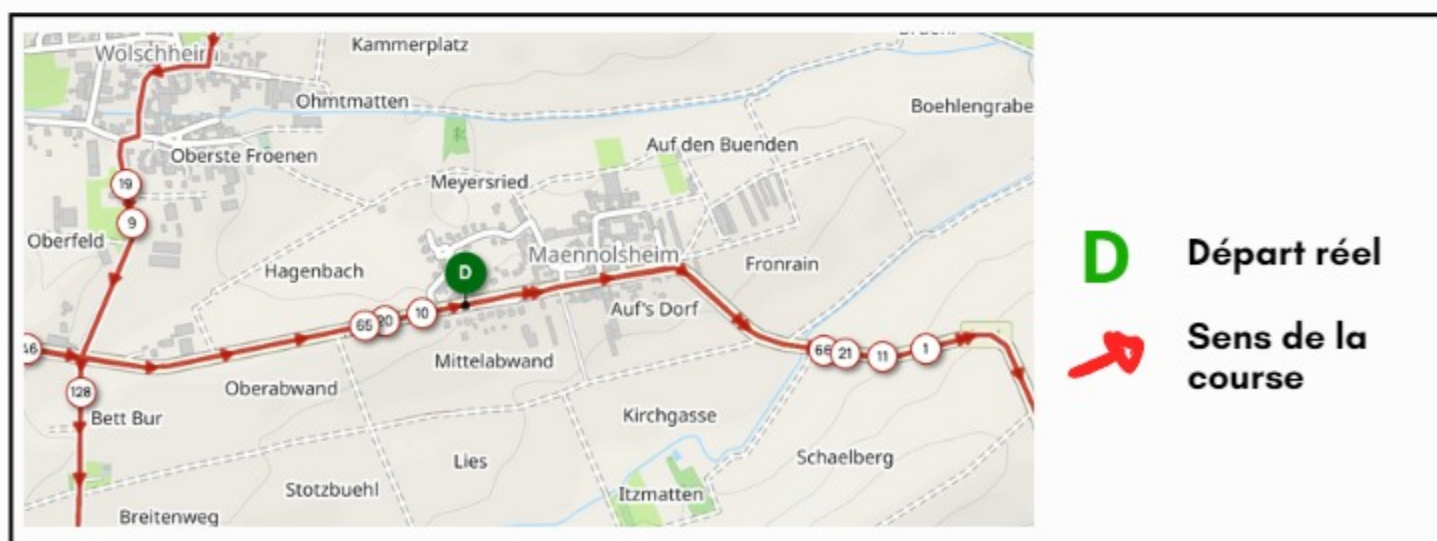 Wolschheim
Kammerplatz
Ohmtmatten
Boehlengrabe
Auf den Buenden
Oberste Froenen
Meyersried
19
9
Oberfeld
Maennolsheim
Hagenbach
D
Fronrain
Auf's Dorf
10
65
20
66
21
11
1
46
Mittelabwand
128
Oberabwand
Bett Bur
Kirchgasse
Lies
Schaelberg
Stotzbuehl
Itzmatten
Breitenweg
D Départ réel
Sens de la
course